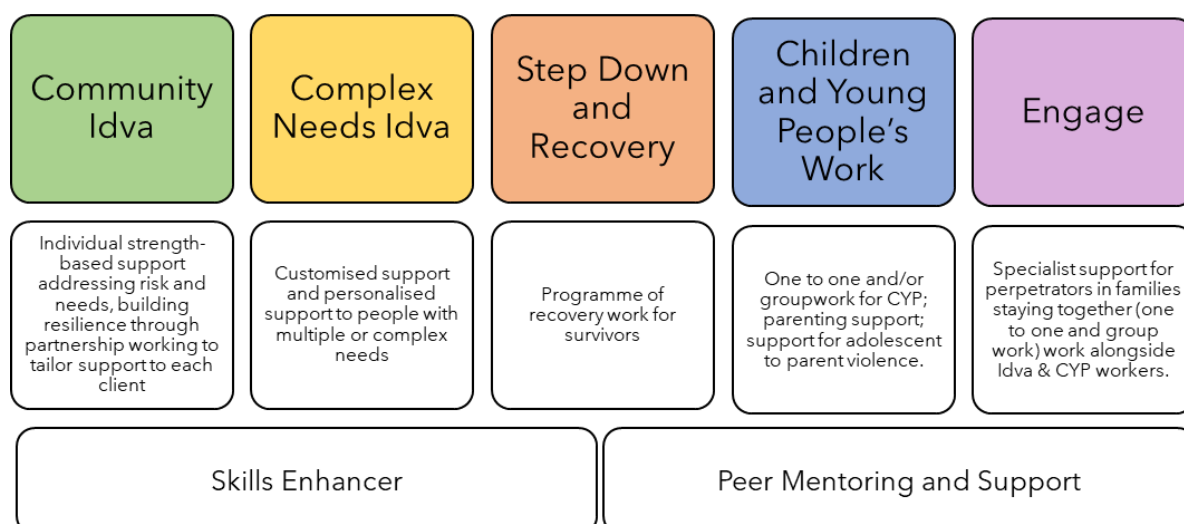 Community
Idva
Complex
Needs Idva
Step Down
and
Recovery
Children
and Young
People's
Work
Engage
Individual strength-
based support
addressing risk and
needs, building
resilience through
partnership working to
tailor support to each
client
Customised support
and personalised
support to people with
multiple or complex
needs
Programme of
recovery work for
survivors
One to one and/or
groupwork for CYP;
parenting support;
support for adolescent
to parent violence.
Specialist support for
perpetrators in families
staying together (one
to one and group
work) work alongside
Idva & CYP workers.
Skills Enhancer
Peer Mentoring and Support